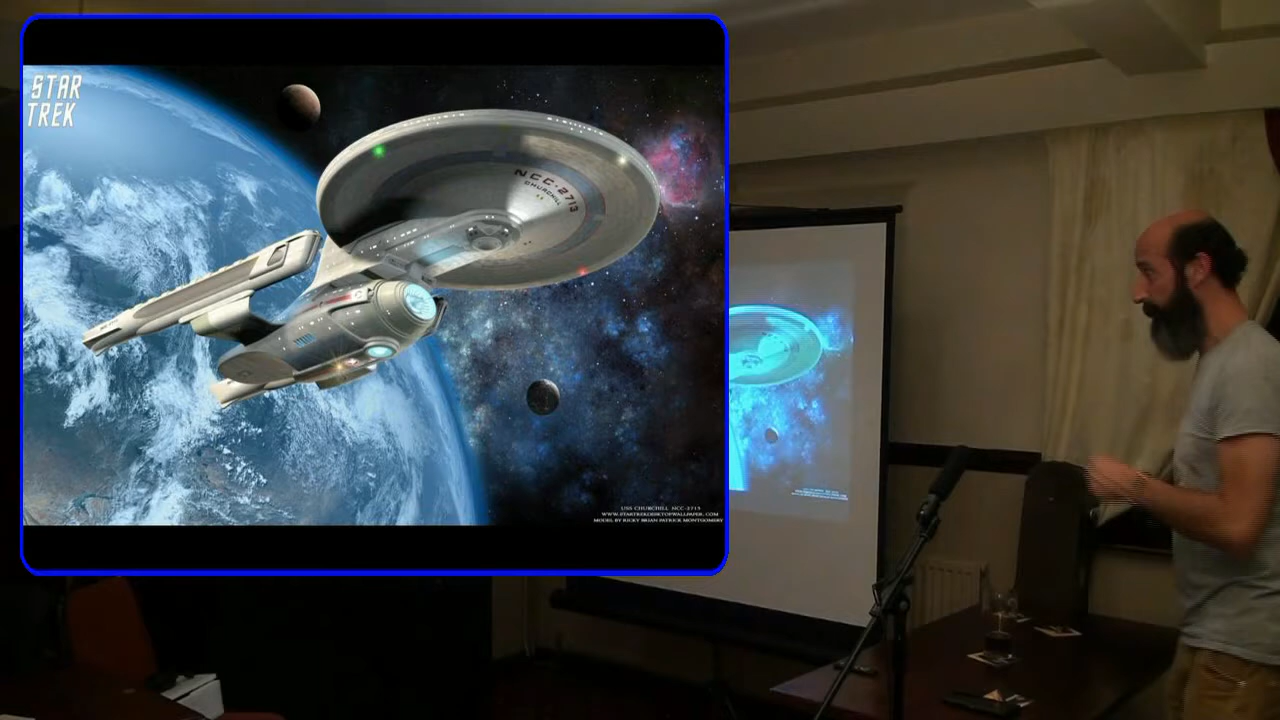 STAR
TREK
NCC-2713
CHURCHILL
USS CHURCHILL NCC-2713
WWW.STARTREKDESKTOPWALLPAPER.COM
MODEL BY RICKY BRIAN PATRICK MONTGOMERY